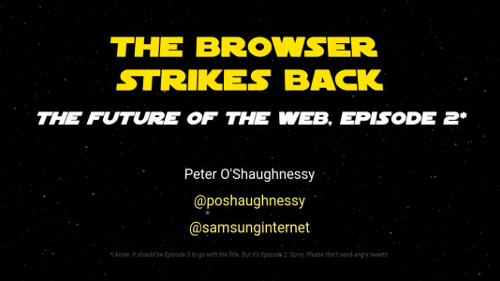 THE BROWSER
STRIKES BACK
THE FUTURE OF THE WEB, EPISODE 2*
Peter O'Shaughnessy
@poshaughnessy
@samsunginternet
*I know. It should be Episode 5 to go with the title. But it's Episode 2. Sorry. Please don't send angry tweets.